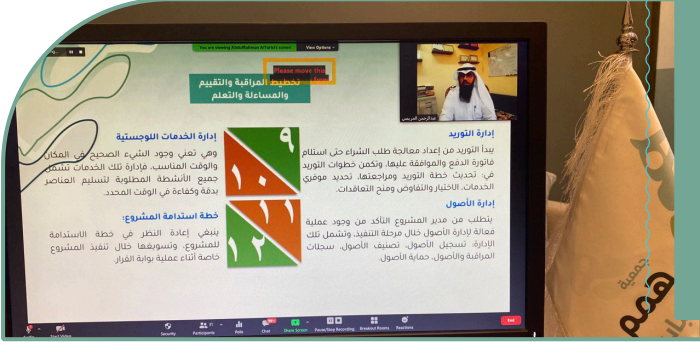 You are viewing AbdulRahman AlTarifi's screen
View Options
Please move this
تخطيط المراقبة والتقييم
والمساءلة والتعلم
عبدالرحمن العريفي
إدارة التوريد
يبدأ التوريد من إعداد معالجة طلب الشراء حتى استلام
فاتورة الدفع والموافقة عليها، وتكمن خطوات التوريد
في: تحديث خطة التوريد ومراجعتها، تحديد موفري
الخدمات، الاختيار والتفاوض ومنح التعاقدات.
إدارة الأصول
يتطلب من مدير المشروع التأكد من وجود عملية
فعالة لإدارة الأصول خلال مرحلة التنفيذ، وتشمل تلك
الإدارة: تسجيل الأصول، تصنيف الأصول، سجلات
المراقبة والأصول، حماية الأصول.
٩
١٠
١١
١٢
إدارة الخدمات اللوجستية
وهي تعني وجود الشيء الصحيح في المكان
والوقت المناسب، فإدارة تلك الخدمات تشمل
جميع الأنشطة المطلوبة لتسليم العناصر
بدقة وكفاءة في الوقت المحدد.
خطة استدامة المشروع:
ينبغي إعادة النظر في خطة الاستدامة
للمشروع، وتسويغها خلال تنفيذ المشروع
خاصة أثناء عملية بوابة القرار.
Start Video
Security
Participants
Polls
Chat
Share Screen
Pause/Stop Recording
Breakout Rooms
Reactions
End
جمعية